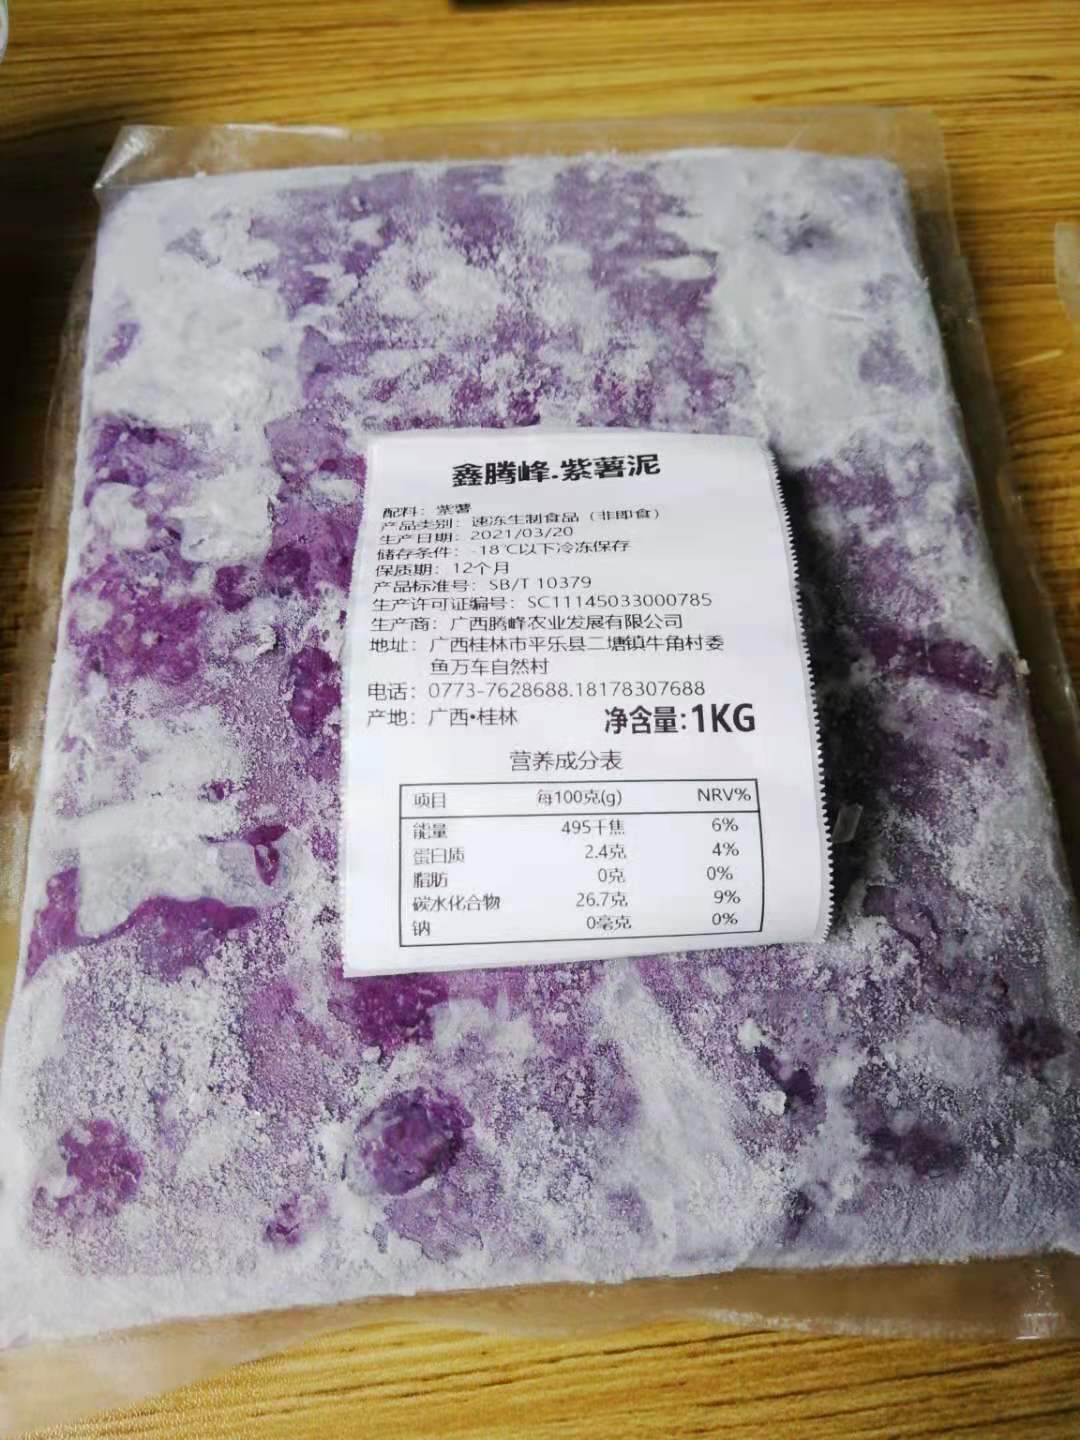 鑫腾峰.紫薯泥
配料：紫薯
产品类别：速冻生制食品（非即食）
生产日期：2021/03/20
储存条件：-18℃以下冷冻保存
保质期：12个月
产品标准号：SB/T 10379
生产许可证编号：SC11145033000785
生产商：广西腾峰农业发展有限公司
地址：广西桂林市平乐县二塘镇牛角村委
鱼万车自然村
电话：0773-7628688.18178307688
产地：广西•桂林 净含量:1KG
营养成分表
项目 每100克(g) NRV%
能量 495千焦 6%
蛋白质 2.4克 4%
脂肪 0克 0%
碳水化合物 26.7克 9%
钠 0毫克 0%